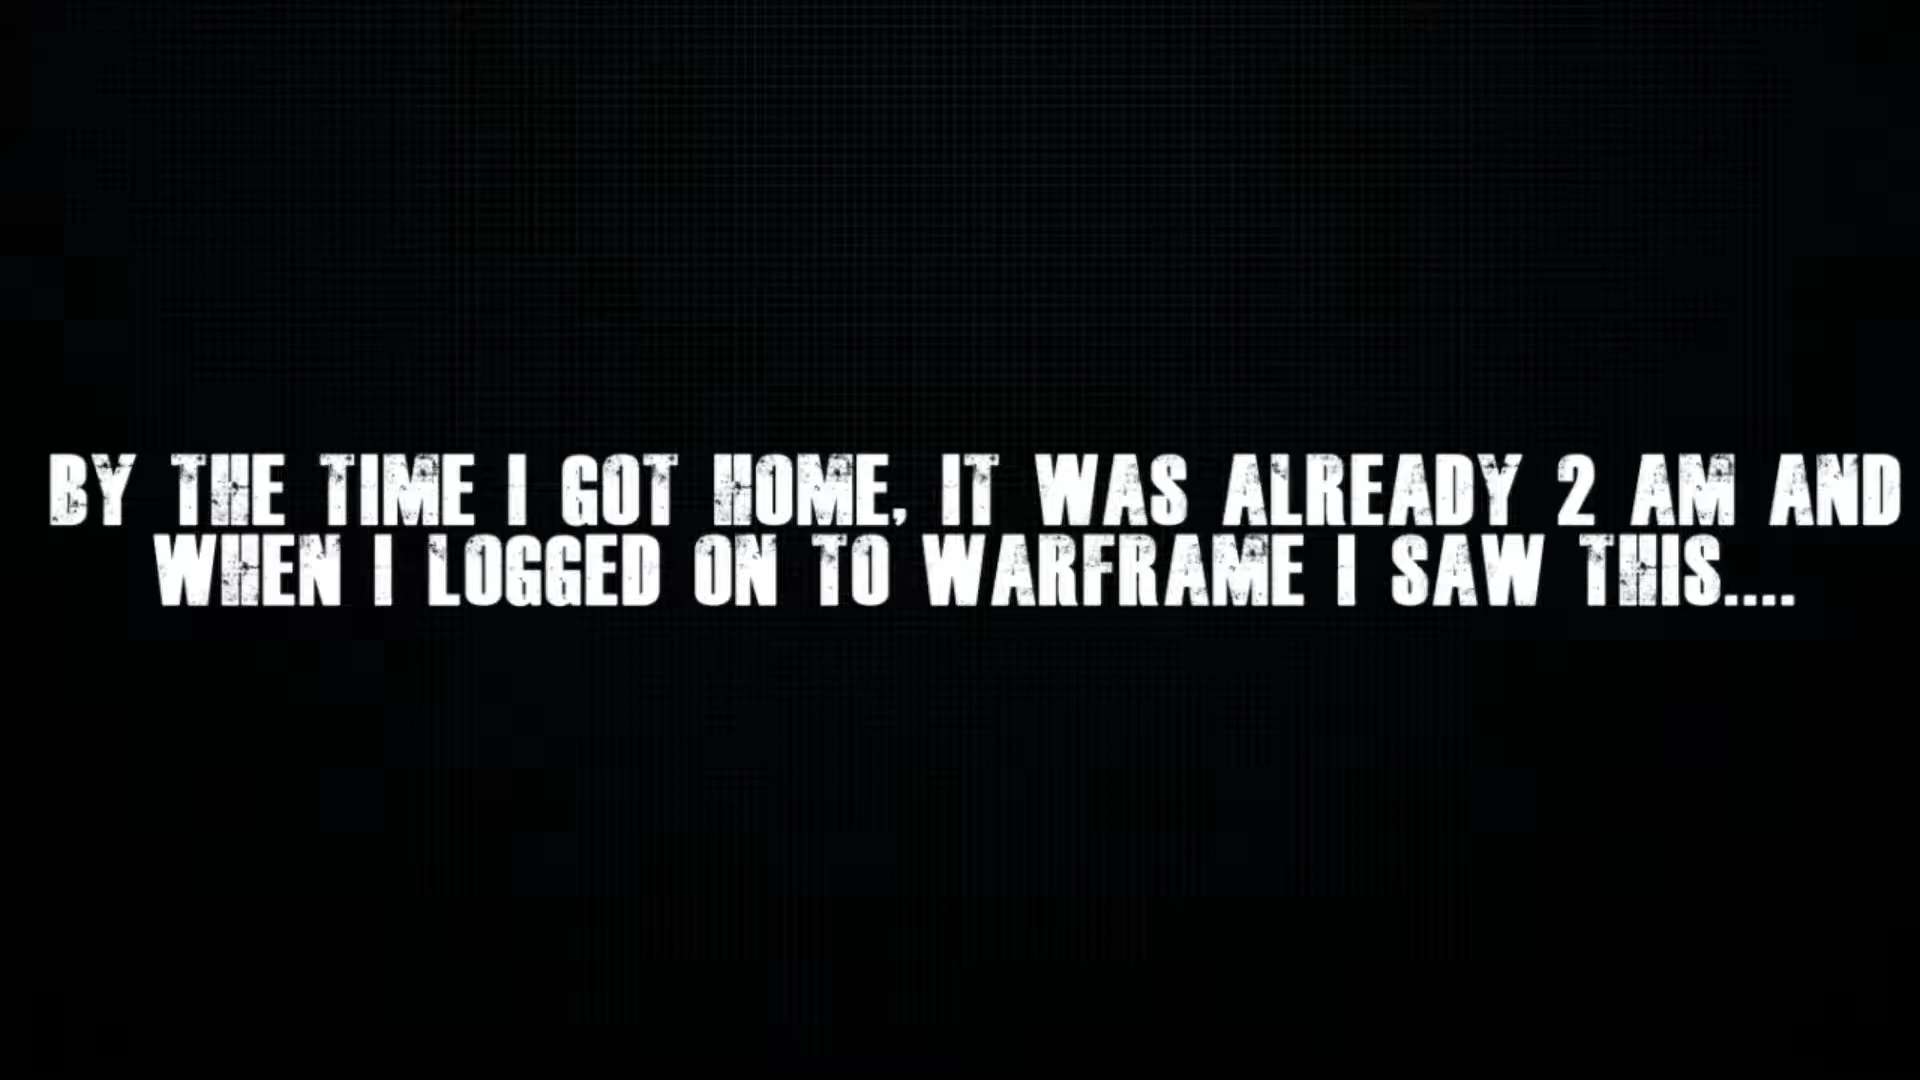 BY THE TIME I GOT HOME, IT WAS ALREADY 2 AM AND
WHEN I LOGGED ON TO WARFRAME I SAW THIS....